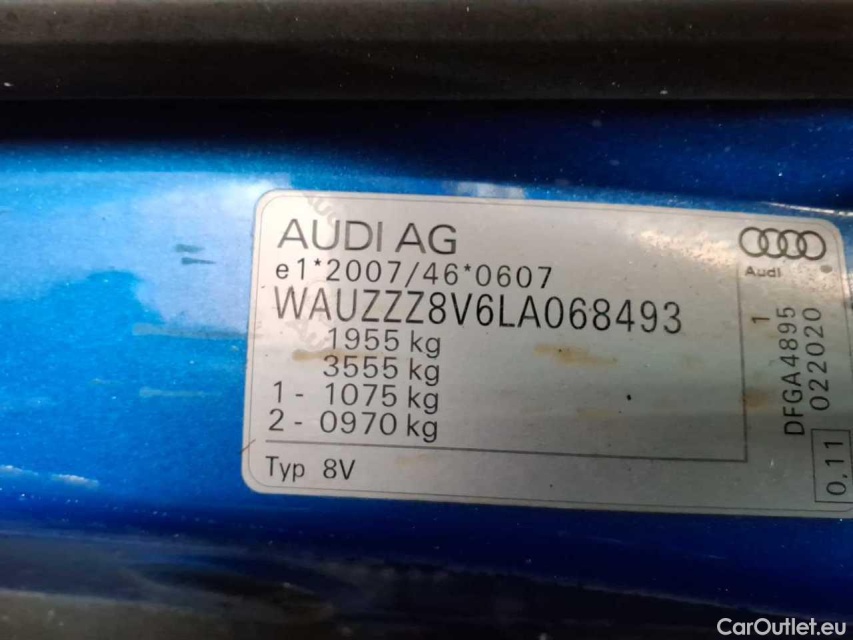 AUDI AG
e1*2007/46*0607
WAUZZZ8V6LA068493
1955 kg
3555 kg
1 - 1075 kg
2 - 0970 kg
Typ 8V
Audi
1
DFGA4895
022020
0,11
CarOutlet.eu